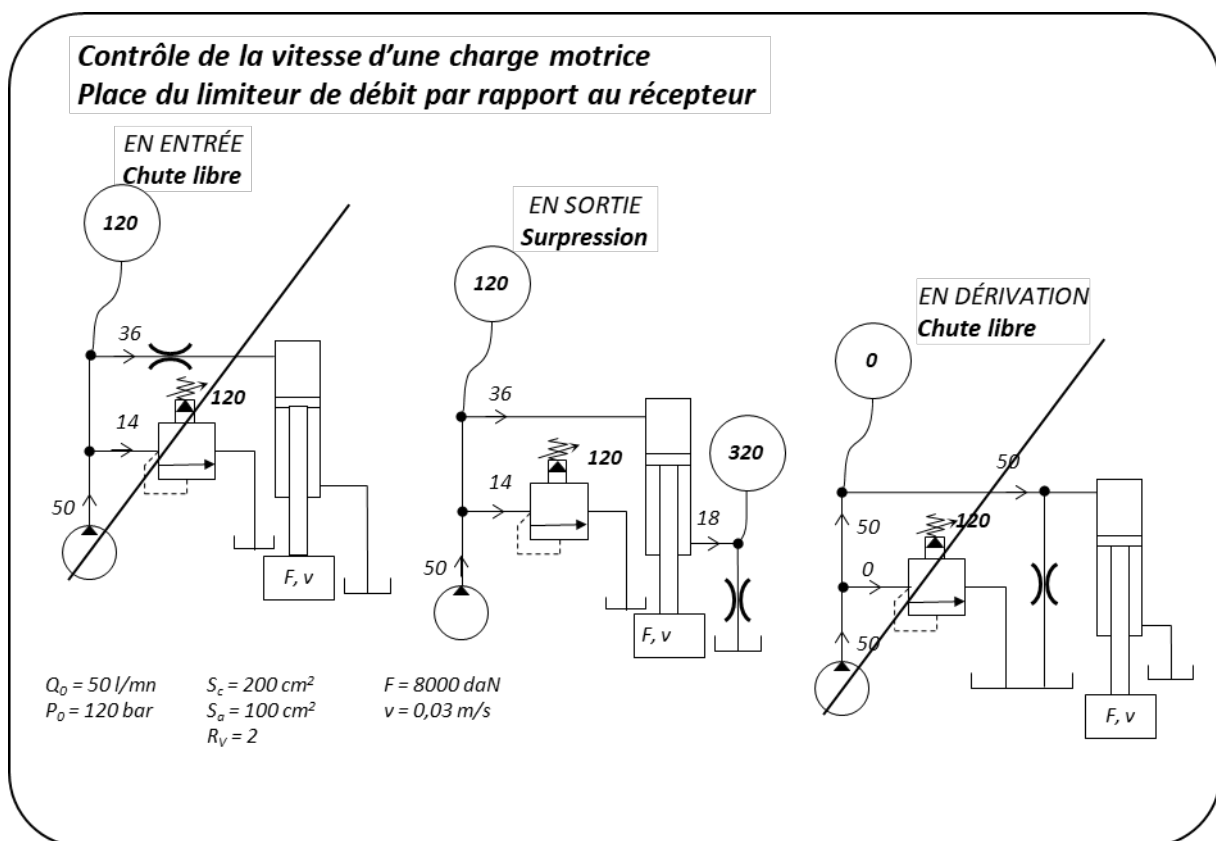 Contrôle de la vitesse d'une charge motrice
Place du limiteur de débit par rapport au récepteur
EN ENTRÉE
Chute libre
120
36
120
14
50
F, v
EN SORTIE
Surpression
120
36
120
14
320
18
50
F, v
EN DÉRIVATION
Chute libre
0
50
120
50
0
50
F, v
Q₀ = 50 l/mn
P₀ = 120 bar
S_c = 200 cm²
S_a = 100 cm²
R_V = 2
F = 8000 daN
v = 0,03 m/s